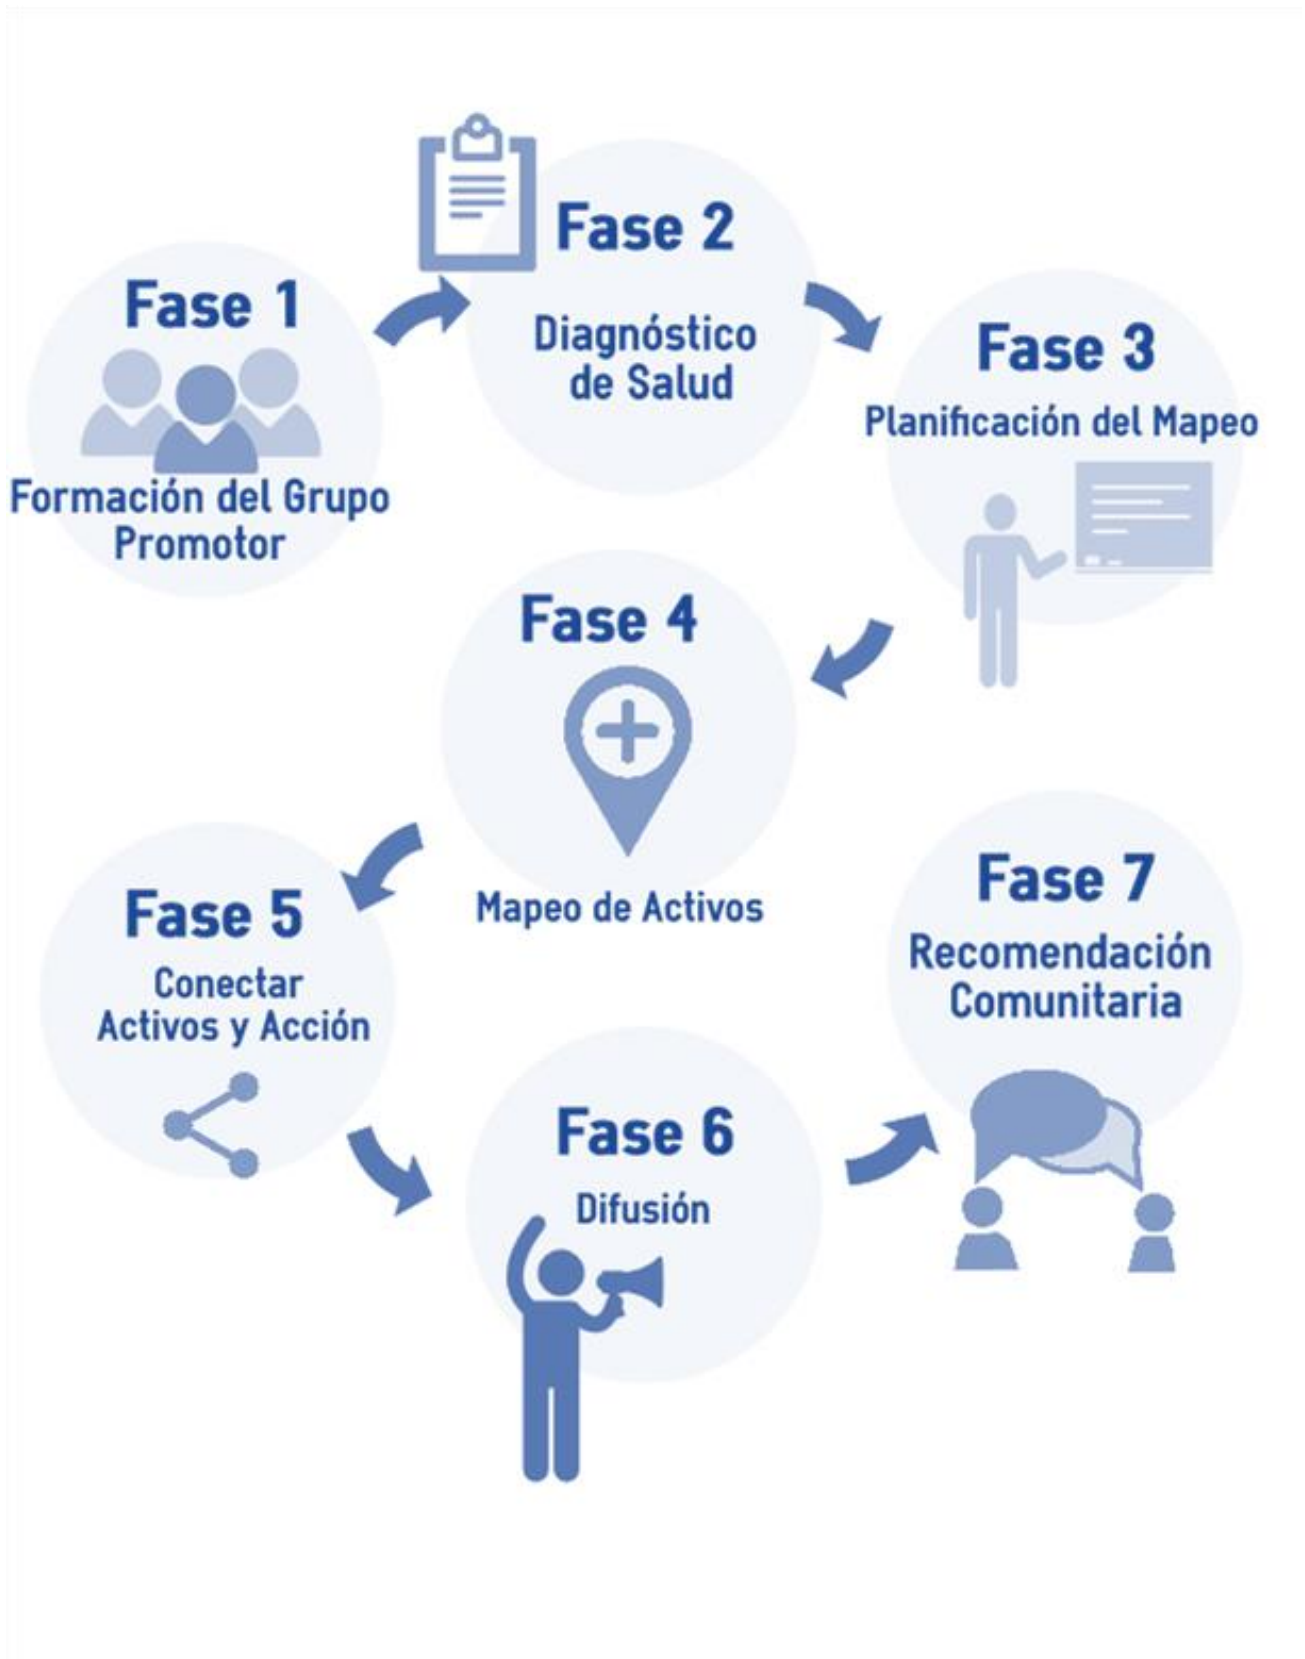 Fase 1
Formación del Grupo
Promotor
Fase 2
Diagnóstico
de Salud
Fase 3
Planificación del Mapeo
Fase 4
Mapeo de Activos
Fase 5
Conectar
Activos y Acción
Fase 6
Difusión
Fase 7
Recomendación
Comunitaria